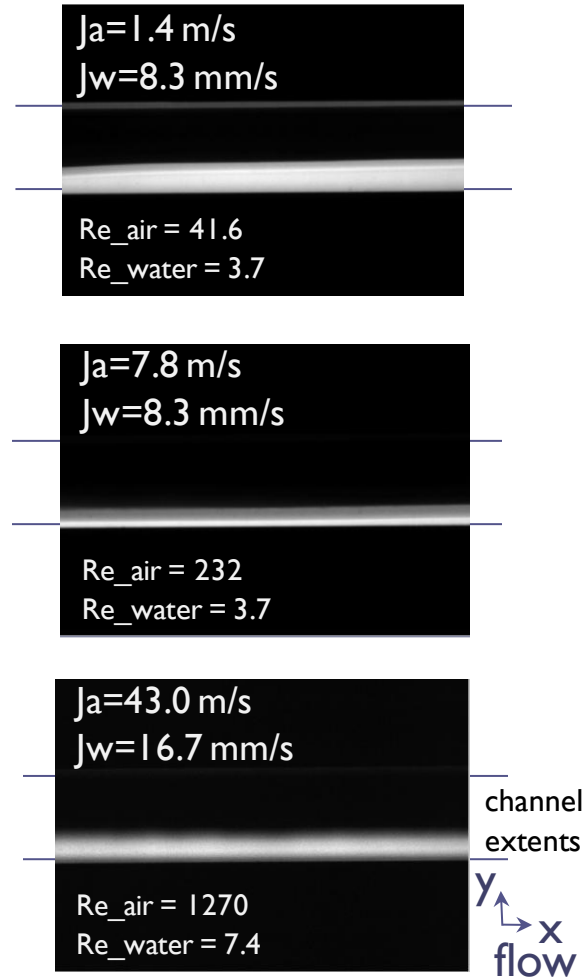 Ja=1.4 m/s
Jw=8.3 mm/s
Re_air = 41.6
Re_water = 3.7
Ja=7.8 m/s
Jw=8.3 mm/s
Re_air = 232
Re_water = 3.7
Ja=43.0 m/s
Jw=16.7 mm/s
channel
extents
Re_air = 1270
Re_water = 7.4
y
x
flow